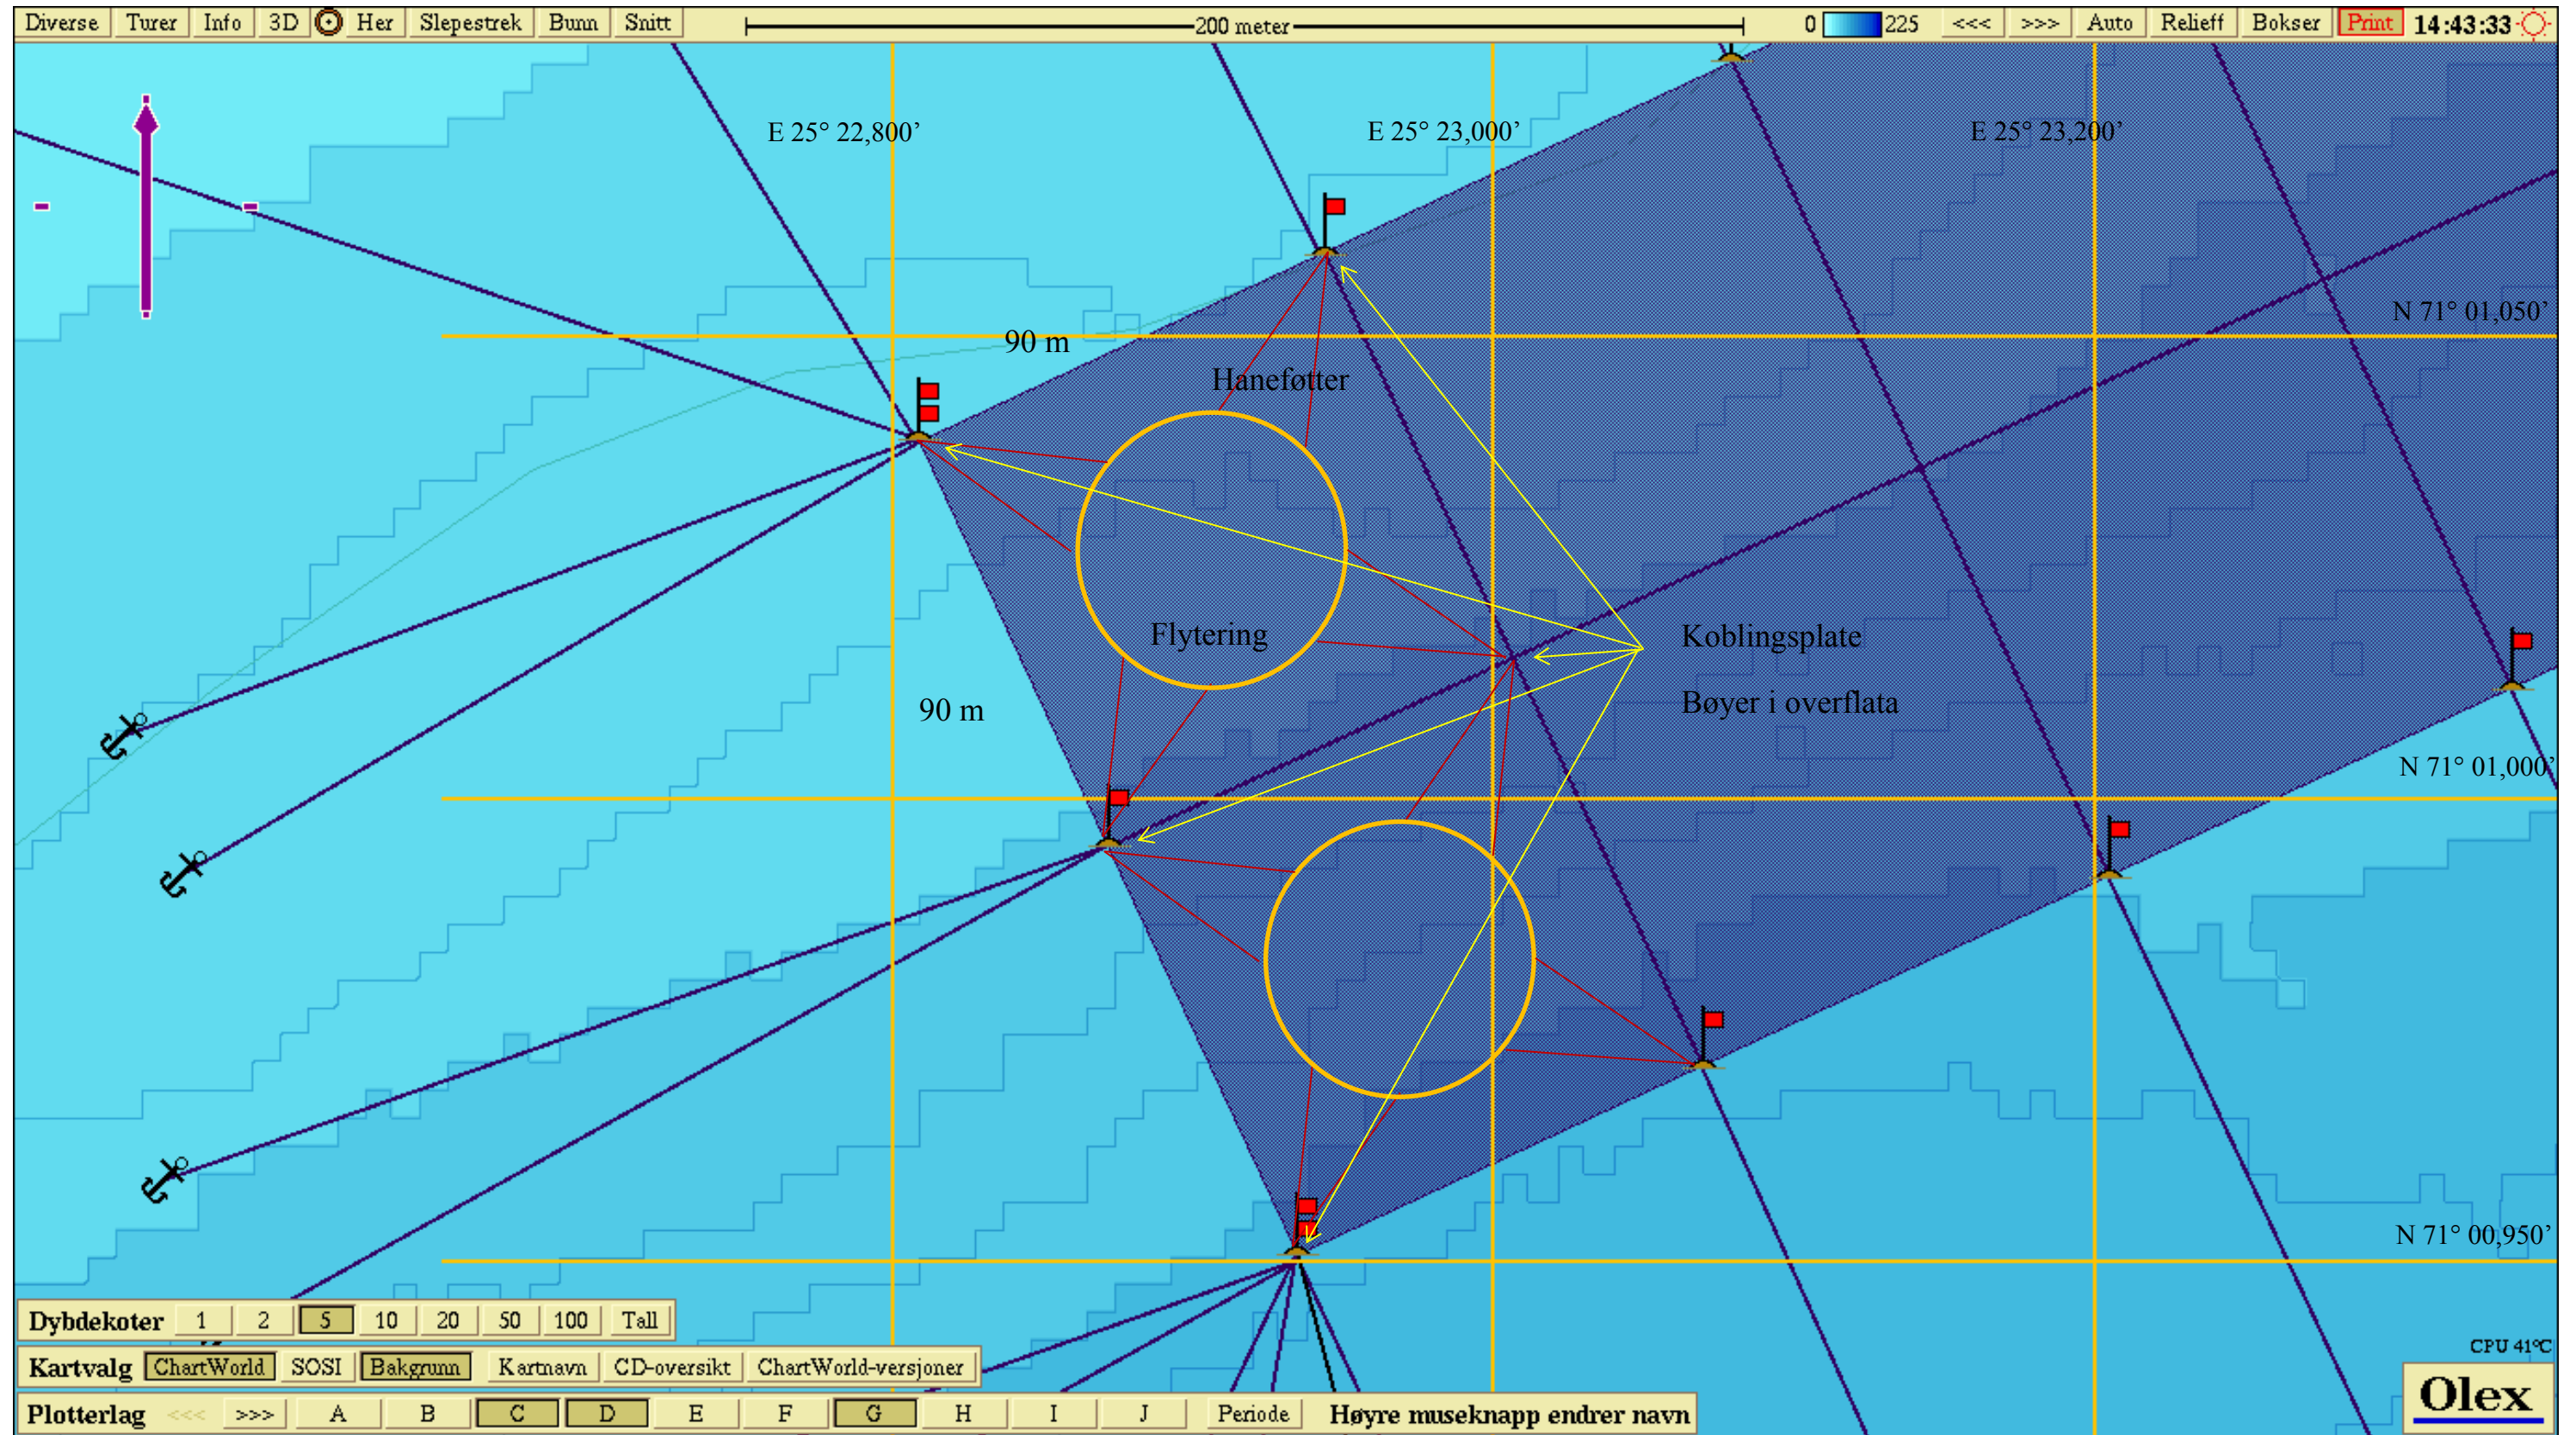 Diverse Turer Info 3D Her Slepestrek Bunn Snitt 200 meter 0 225 <<< >>> Auto Relieff Bokser Print 14:43:33
E 25° 22,800’ E 25° 23,000’ E 25° 23,200’
N 71° 01,050’
90 m
Haneføtter
Flytering
Koblingsplate
90 m
Bøyer i overflata
N 71° 01,000’
N 71° 00,950’
Dybdekoter 1 2 5 10 20 50 100 Tall
CPU 41°C
Kartvalg ChartWorld SOSI Bakgrunn Kartnavn CD-oversikt ChartWorld-versjoner
Olex
Plotterlag <<< >>> A B C D E F G H I J Periode Høyre museknapp endrer navn